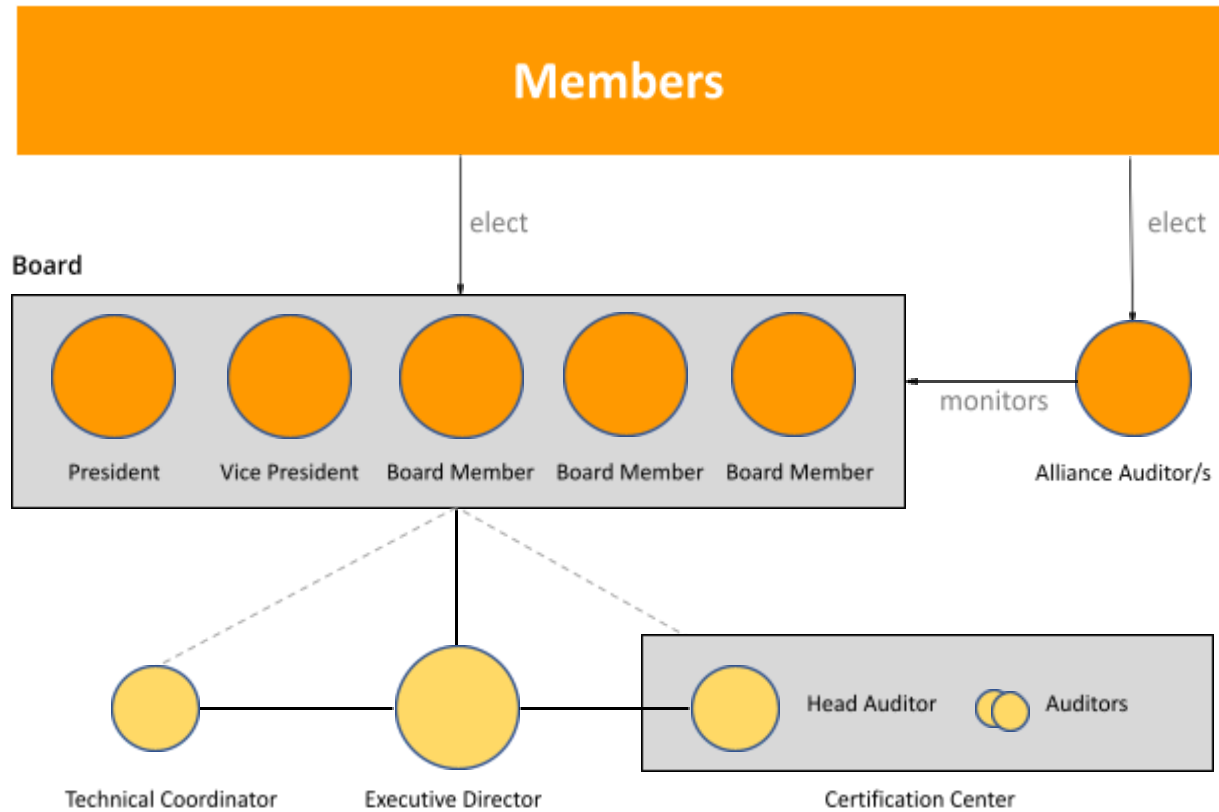 Members
elect
elect
Board
monitors
President
Vice President
Board Member
Board Member
Board Member
Alliance Auditor/s
Head Auditor
Auditors
Technical Coordinator
Executive Director
Certification Center